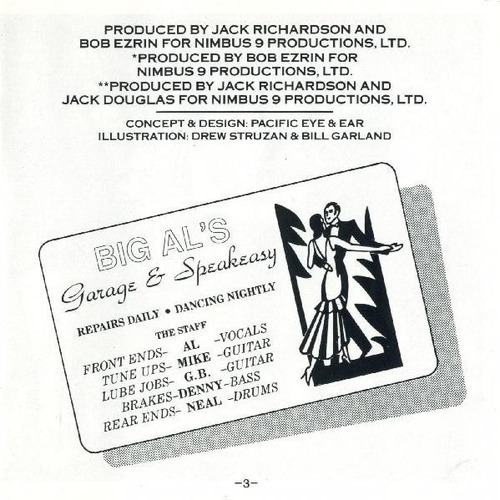 PRODUCED BY JACK RICHARDSON AND
BOB EZRIN FOR NIMBUS 9 PRODUCTIONS, LTD.
*PRODUCED BY BOB EZRIN FOR
NIMBUS 9 PRODUCTIONS, LTD.
**PRODUCED BY JACK RICHARDSON AND
JACK DOUGLAS FOR NIMBUS 9 PRODUCTIONS, LTD.
CONCEPT & DESIGN: PACIFIC EYE & EAR
ILLUSTRATION: DREW STRUZAN & BILL GARLAND
BIG AL'S
Garage & Speakeasy
REPAIRS DAILY • DANCING NIGHTLY
THE STAFF
FRONT ENDS- AL -VOCALS
TUNE UPS- MIKE -GUITAR
LUBE JOBS- G.B. -GUITAR
BRAKES-DENNY-BASS
REAR ENDS- NEAL -DRUMS
-3-